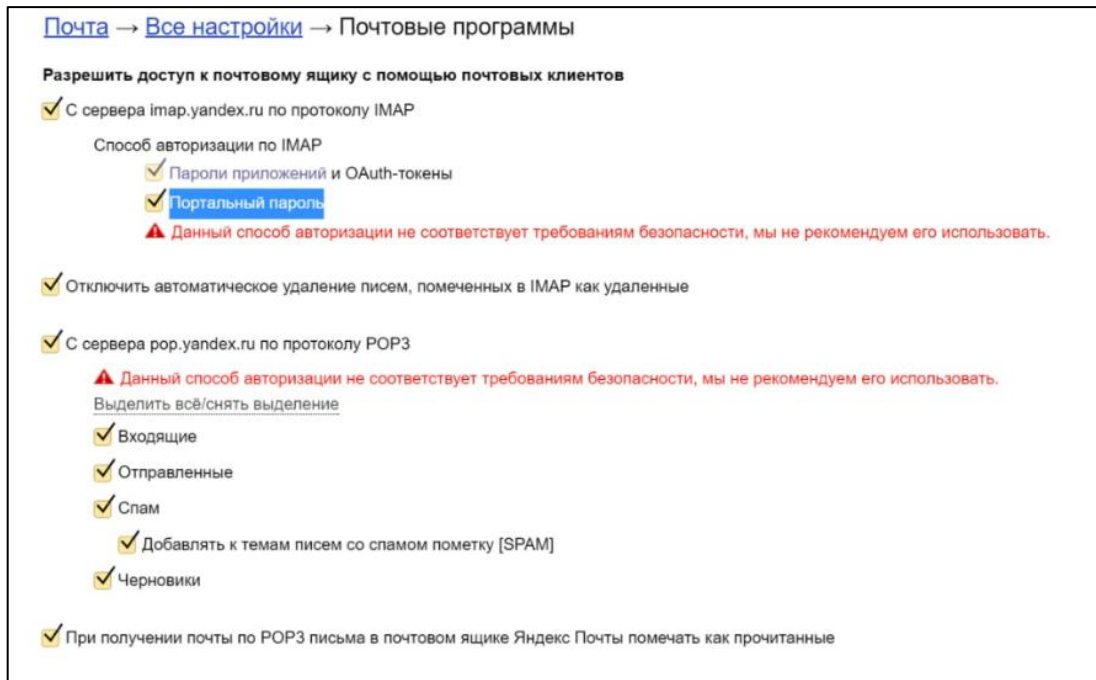 Почта → Все настройки → Почтовые программы
Разрешить доступ к почтовому ящику с помощью почтовых клиентов
С сервера imap.yandex.ru по протоколу IMAP
Способ авторизации по IMAP
Пароли приложений и OAuth-токены
Портальный пароль
Данный способ авторизации не соответствует требованиям безопасности, мы не рекомендуем его использовать.
Отключить автоматическое удаление писем, помеченных в IMAP как удаленные
С сервера pop.yandex.ru по протоколу POP3
Данный способ авторизации не соответствует требованиям безопасности, мы не рекомендуем его использовать.
Выделить всё/снять выделение
Входящие
Отправленные
Спам
Добавлять к темам писем со спамом пометку [SPAM]
Черновики
При получении почты по POP3 письма в почтовом ящике Яндекс Почты помечать как прочитанные